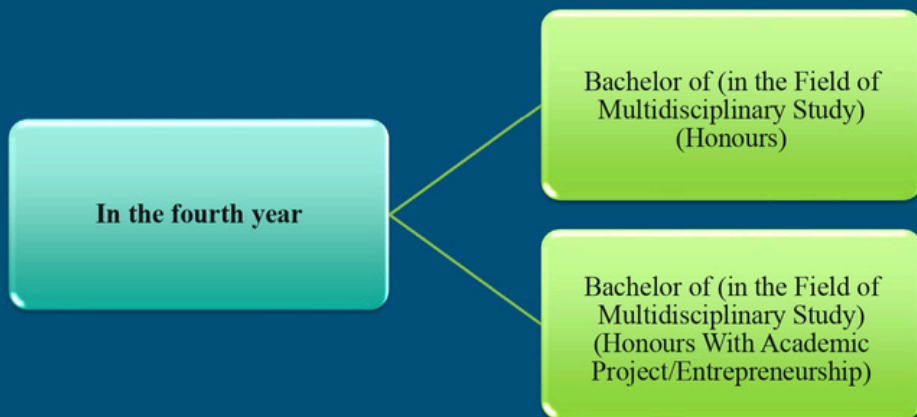 In the fourth year
Bachelor of (in the Field of
Multidisciplinary Study)
(Honours)
Bachelor of (in the Field of
Multidisciplinary Study)
(Honours With Academic
Project/Entrepreneurship)